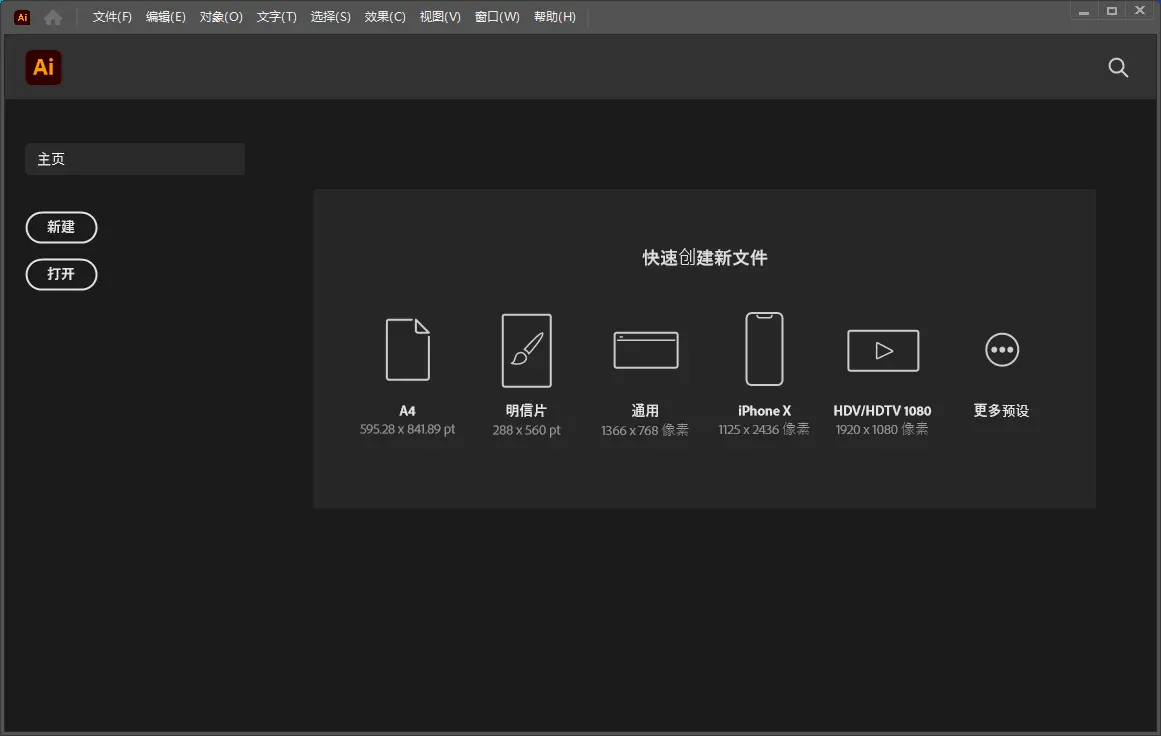 Ai 文件(F) 编辑(E) 对象(O) 文字(T) 选择(S) 效果(C) 视图(V) 窗口(W) 帮助(H)
Ai
主页
新建
打开
快速创建新文件
A4 明信片 通用 iPhone X HDV/HDTV 1080 更多预设
595.28 x 841.89 pt 288 x 560 pt 1366 x 768 像素 1125 x 2436 像素 1920 x 1080 像素